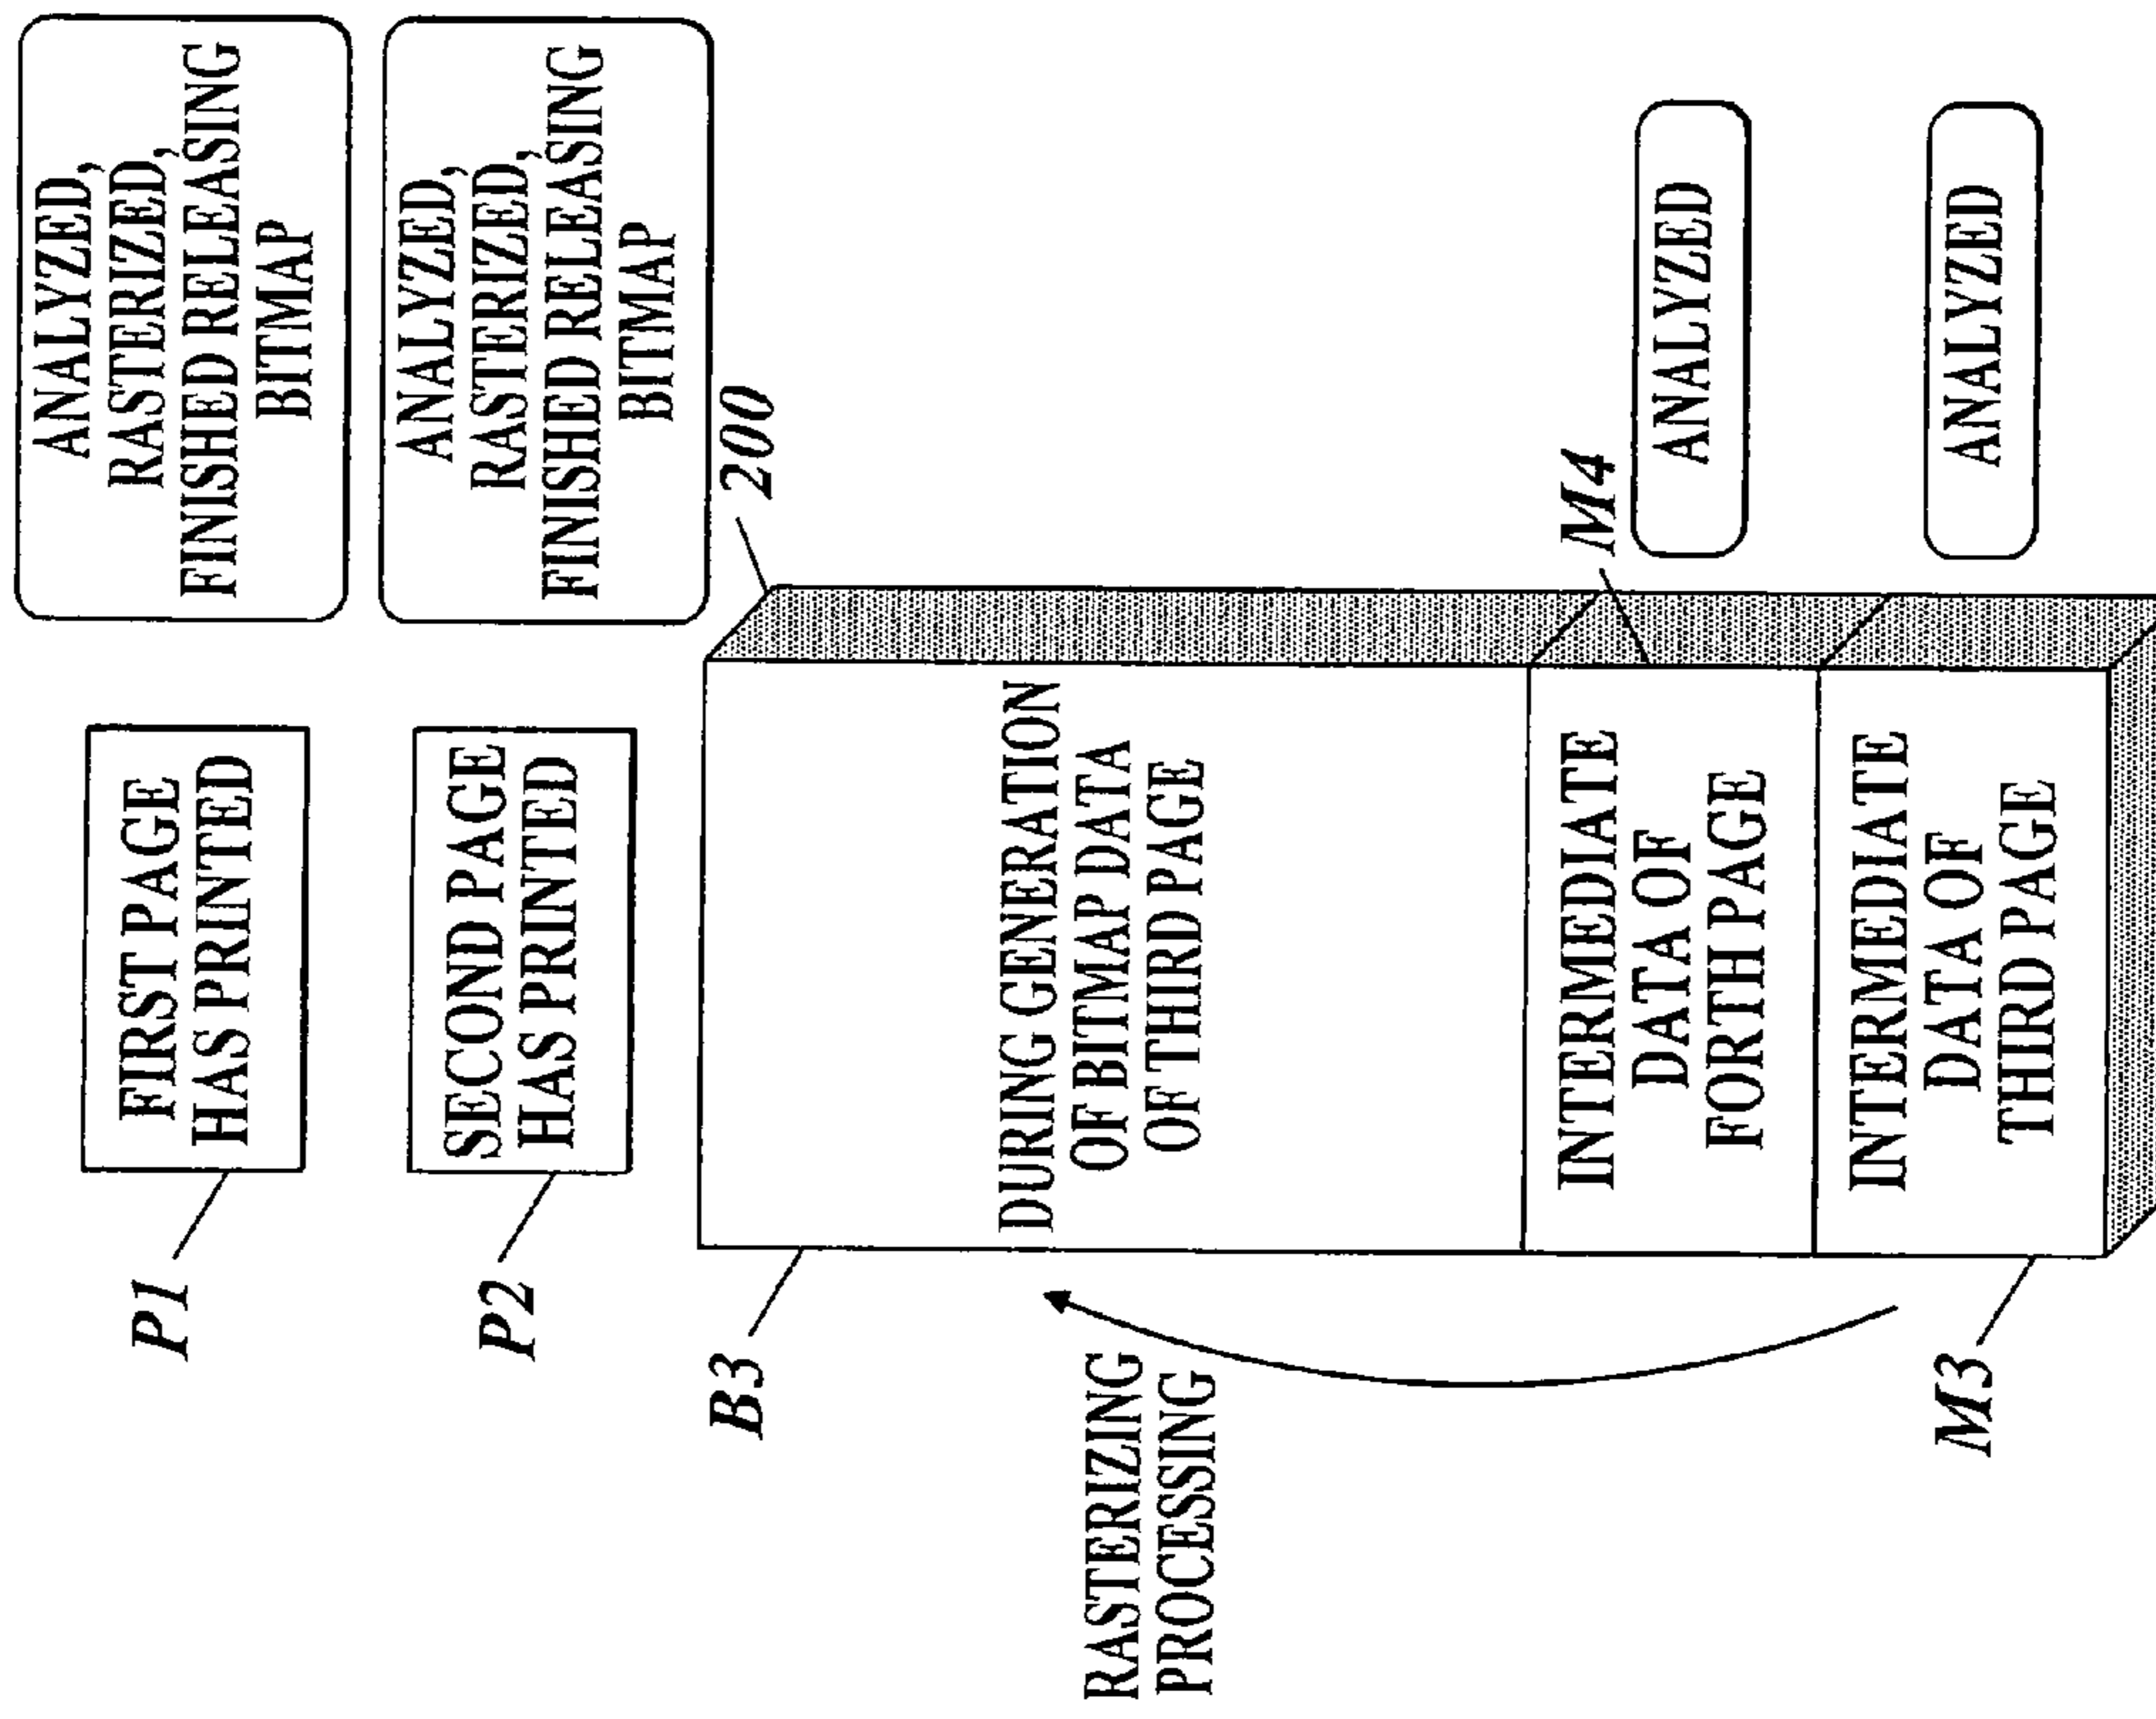 P1
FIRST PAGE
HAS PRINTED
ANALYZED,
RASTERIZED,
FINISHED RELEASING
BITMAP
P2
SECOND PAGE
HAS PRINTED
ANALYZED,
RASTERIZED,
FINISHED RELEASING
BITMAP
200
B3
DURING GENERATION
OF BITMAP DATA
OF THIRD PAGE
RASTERIZING
PROCESSING
M4
INTERMEDIATE
DATA OF
FORTH PAGE
ANALYZED
M3
INTERMEDIATE
DATA OF
THIRD PAGE
ANALYZED